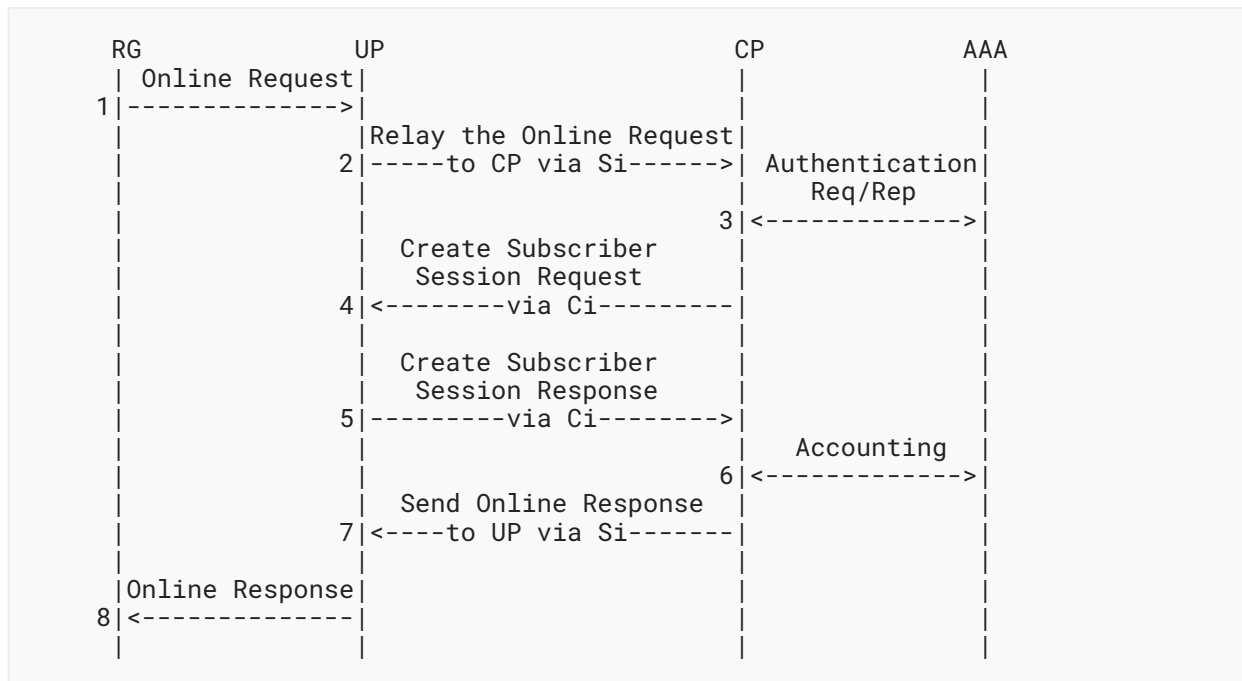 RG UP CP AAA
| Online Request| | |
1|-------------->| | |
| |Relay the Online Request| |
| 2|-----to CP via Si------>| Authentication|
| | | Req/Rep |
| | 3|<------------->|
| | Create Subscriber | |
| | Session Request | |
| 4|<--------via Ci---------| |
| | | |
| | Create Subscriber | |
| | Session Response | |
| 5|---------via Ci-------->| |
| | | Accounting |
| | 6|<------------->|
| | Send Online Response | |
| 7|<----to UP via Si-------| |
| | | |
|Online Response| | |
8|<--------------| | |
| | | |